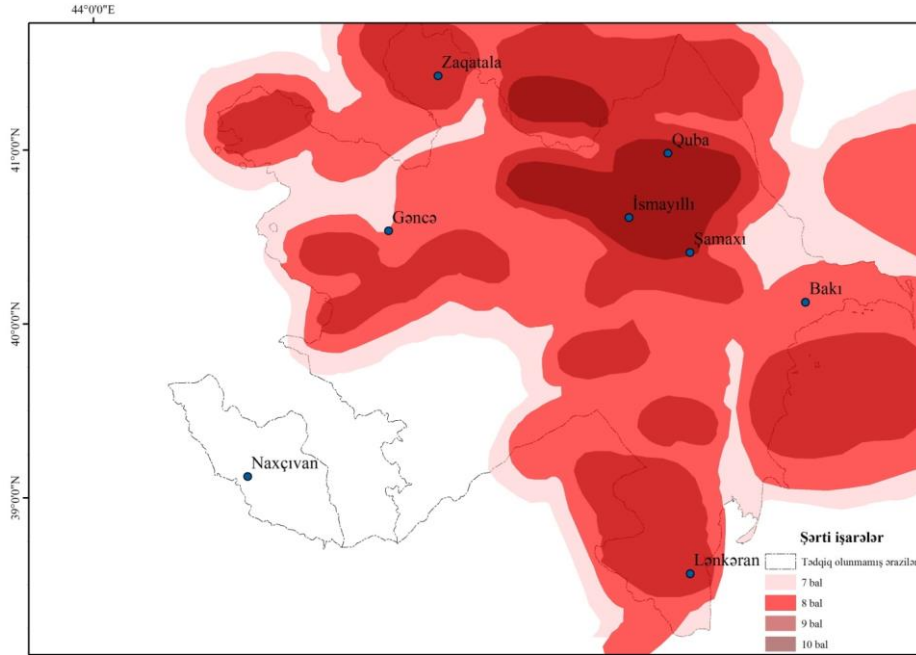 44°0'0"E
Zaqatala
41°0'0"N
Quba
İsmayıllı
Gəncə
Şamaxı
Bakı
40°0'0"N
Naxçıvan
39°0'0"N
Şərti işarələr
Tədqiq olunmamış ərazilər
7 bal
Lənkəran
8 bal
9 bal
10 bal